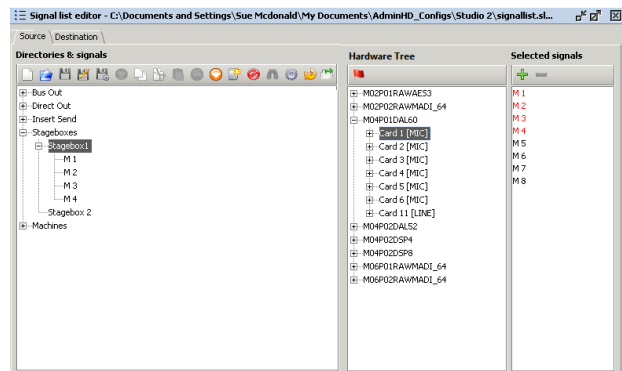 Signal list editor - C:\Documents and Settings\Sue Mcdonald\My Documents\AdminHD_Configs\Studio 2\signallist.sl...
Source Destination
Directories & signals
Bus Out
Direct Out
Insert Send
Stageboxes
Stagebox1
M 1
M 2
M 3
M 4
Stagebox 2
Machines
Hardware Tree
M02P01RAWAES3
M02P02RAWMADI_64
M04P01DAL60
Card 1 [MIC]
Card 2 [MIC]
Card 3 [MIC]
Card 4 [MIC]
Card 5 [MIC]
Card 6 [MIC]
Card 11 [LINE]
M04P02DAL52
M04P02DSP4
M04P02DSP8
M06P01RAWMADI_64
M06P02RAWMADI_64
Selected signals
M 1
M 2
M 3
M 4
M 5
M 6
M 7
M 8